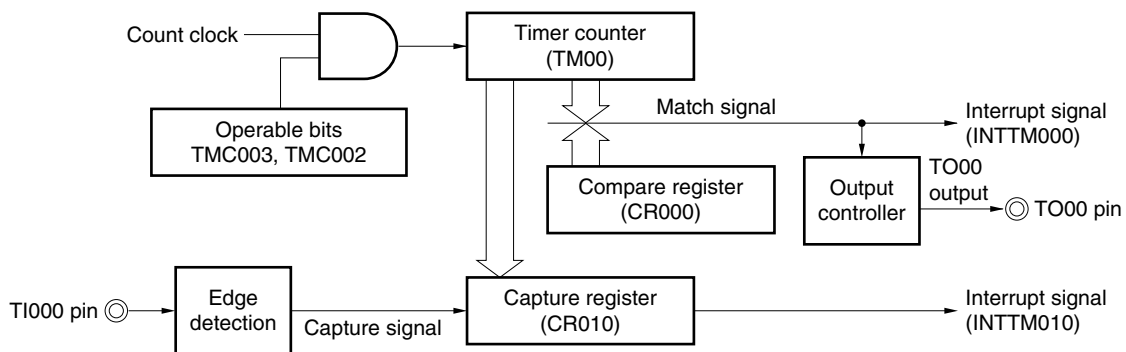 Count clock
Timer counter
(TM00)
Operable bits
TMC003, TMC002
Match signal
Interrupt signal
(INTTM000)
Compare register
(CR000)
Output
controller
TO00
output
TO00 pin
TI000 pin
Edge
detection
Capture signal
Capture register
(CR010)
Interrupt signal
(INTTM010)